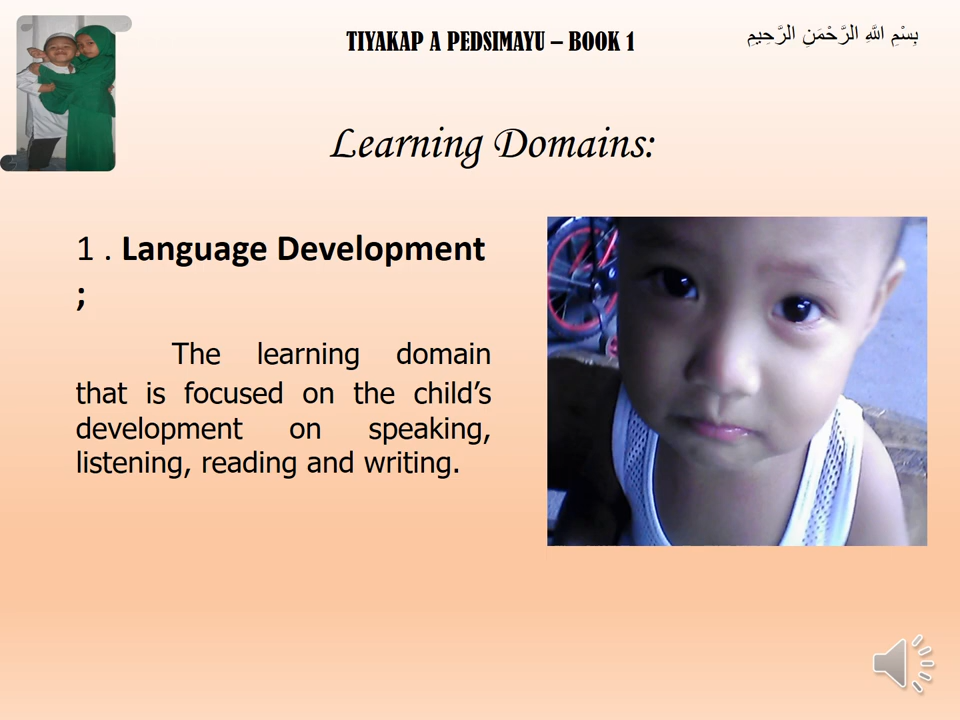 TIYAKAP A PEDSIMAYU – BOOK 1
بِسْمِ اللَّهِ الرَّحْمَنِ الرَّحِيمِ
Learning Domains:
1 . Language Development
;
The learning domain
that is focused on the child’s
development on speaking,
listening, reading and writing.